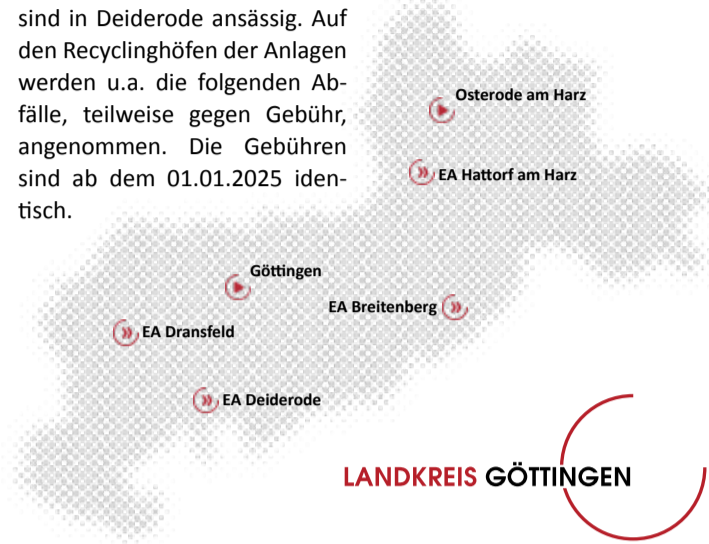 sind in Deiderode ansässig. Auf
den Recyclinghöfen der Anlagen
werden u.a. die folgenden Ab-
fälle, teilweise gegen Gebühr,
angenommen. Die Gebühren
sind ab dem 01.01.2025 iden-
tisch.
Osterode am Harz
EA Hattorf am Harz
Göttingen
EA Breitenberg
EA Dransfeld
EA Deiderode
LANDKREIS GÖTTINGEN